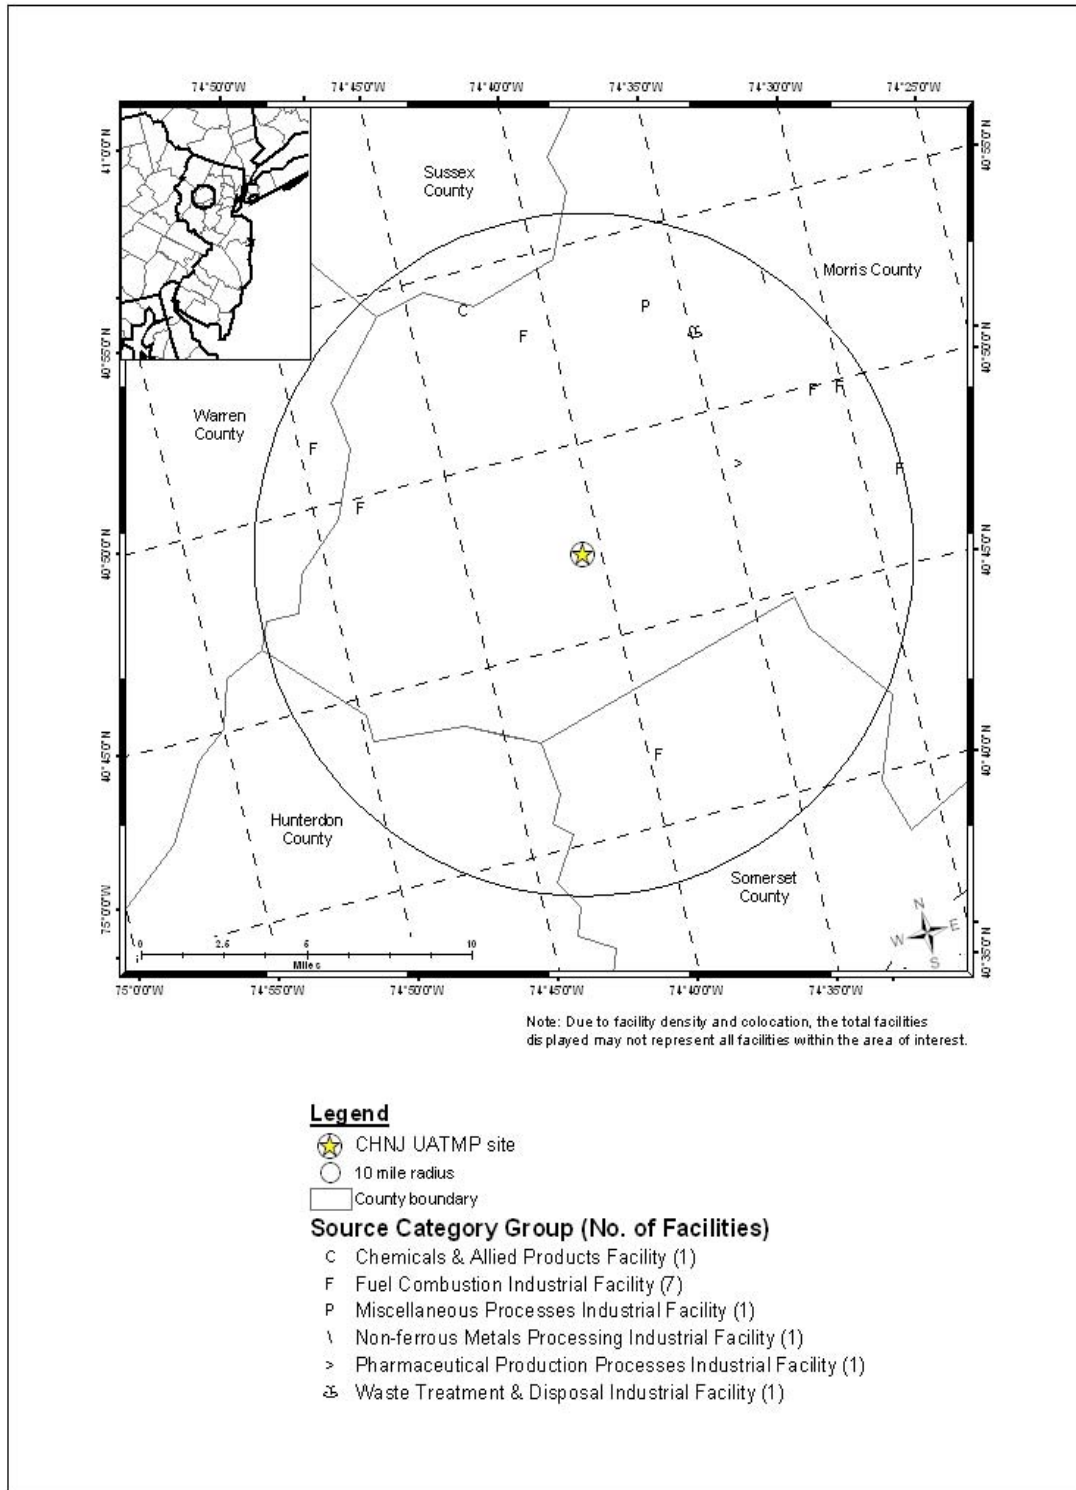 74°50'0"W 74°45'0"W 74°40'0"W 74°35'0"W 74°30'0"W 74°25'0"W
41°0'0"N
40°55'0"N
Sussex
County
Morris County
P
C
F
40°55'0"N
40°50'0"N
F F
Warren
County
F
>
F
F
40°50'0"N
40°45'0"N
40°45'0"N
40°40'0"N
F
Hunterdon
County
Somerset
County
75°0'0"W
40°35'0"N
N
W E
S
0 2.5 5 10
Miles
75°0'0"W 74°55'0"W 74°50'0"W 74°45'0"W 74°40'0"W 74°35'0"W
Note: Due to facility density and colocation, the total facilities
displayed may not represent all facilities within the area of interest.
Legend
CHNJ UATMP site
10 mile radius
County boundary
Source Category Group (No. of Facilities)
C Chemicals & Allied Products Facility (1)
F Fuel Combustion Industrial Facility (7)
P Miscellaneous Processes Industrial Facility (1)
\ Non-ferrous Metals Processing Industrial Facility (1)
> Pharmaceutical Production Processes Industrial Facility (1)
Waste Treatment & Disposal Industrial Facility (1)